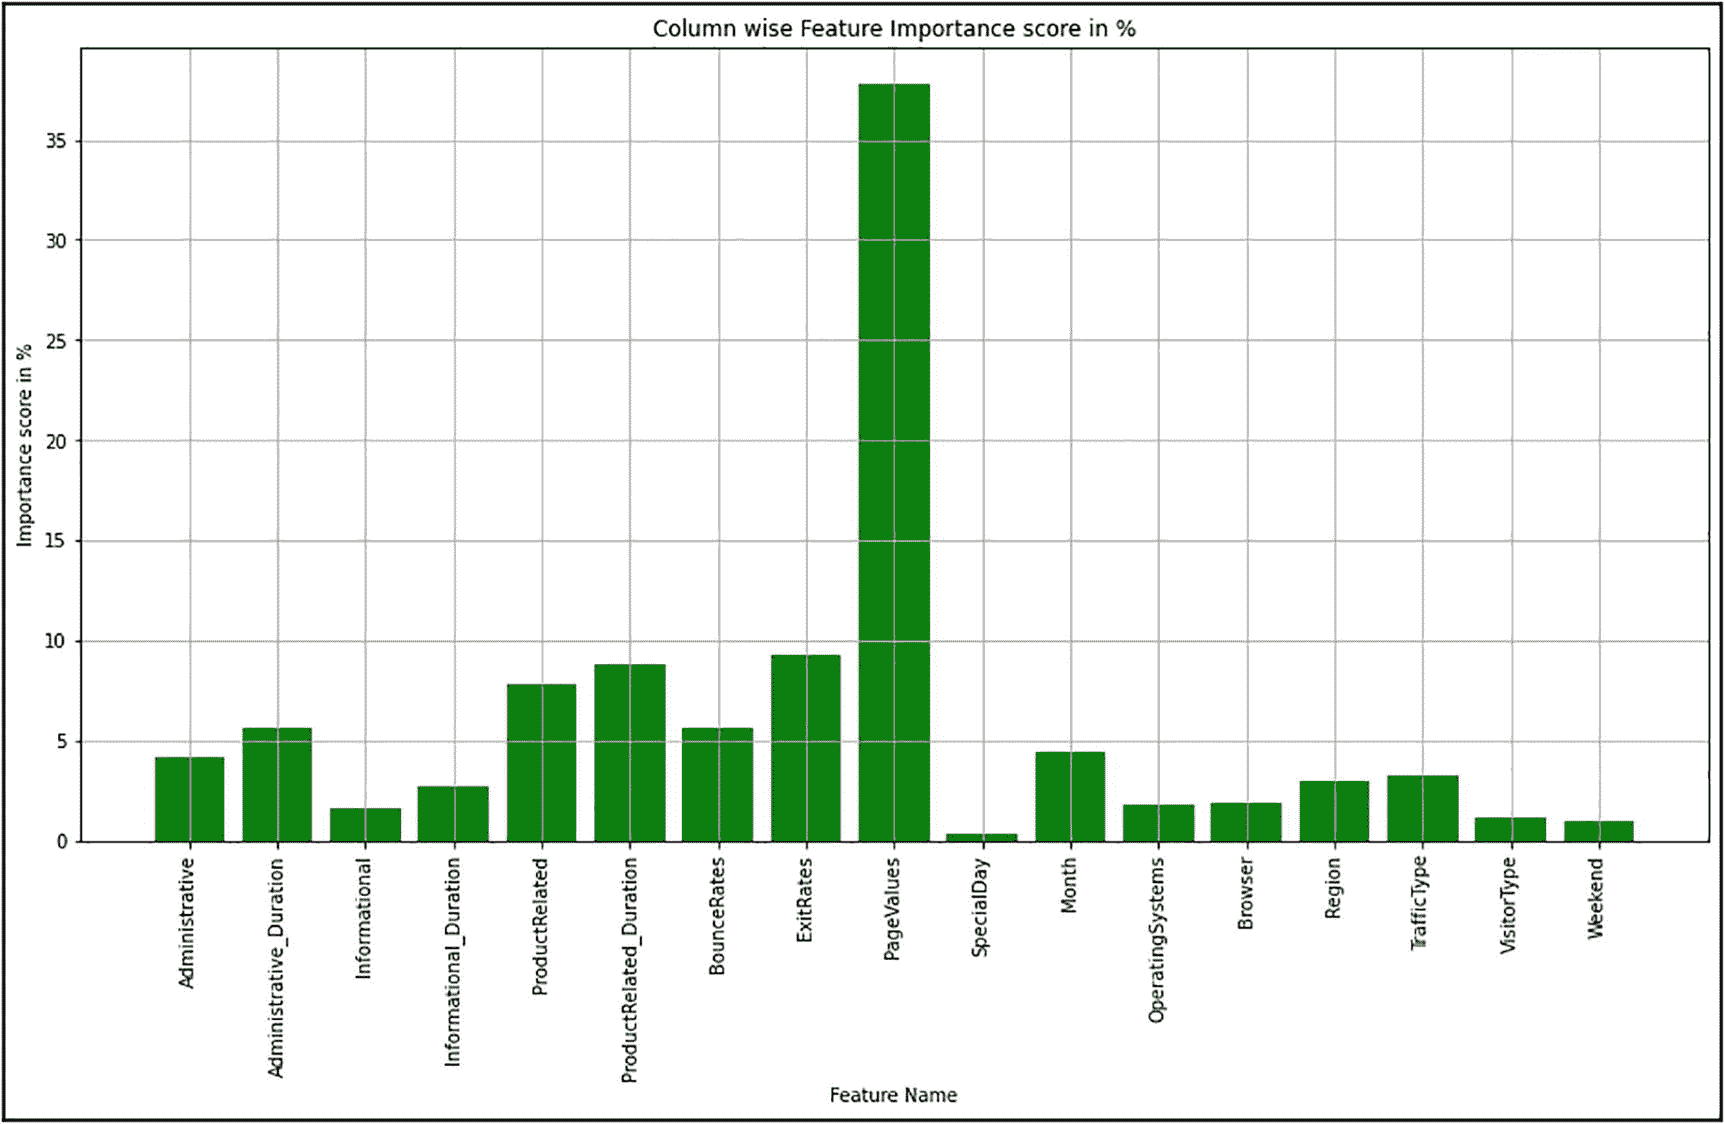 Column wise Feature Importance score in %
Importance score in %
35
30
25
20
15
10
5
0
Administrative
Administrative_Duration
Informational
Informational_Duration
ProductRelated
ProductRelated_Duration
BounceRates
ExitRates
PageValues
SpecialDay
Month
OperatingSystems
Browser
Region
TrafficType
VisitorType
Weekend
Feature Name